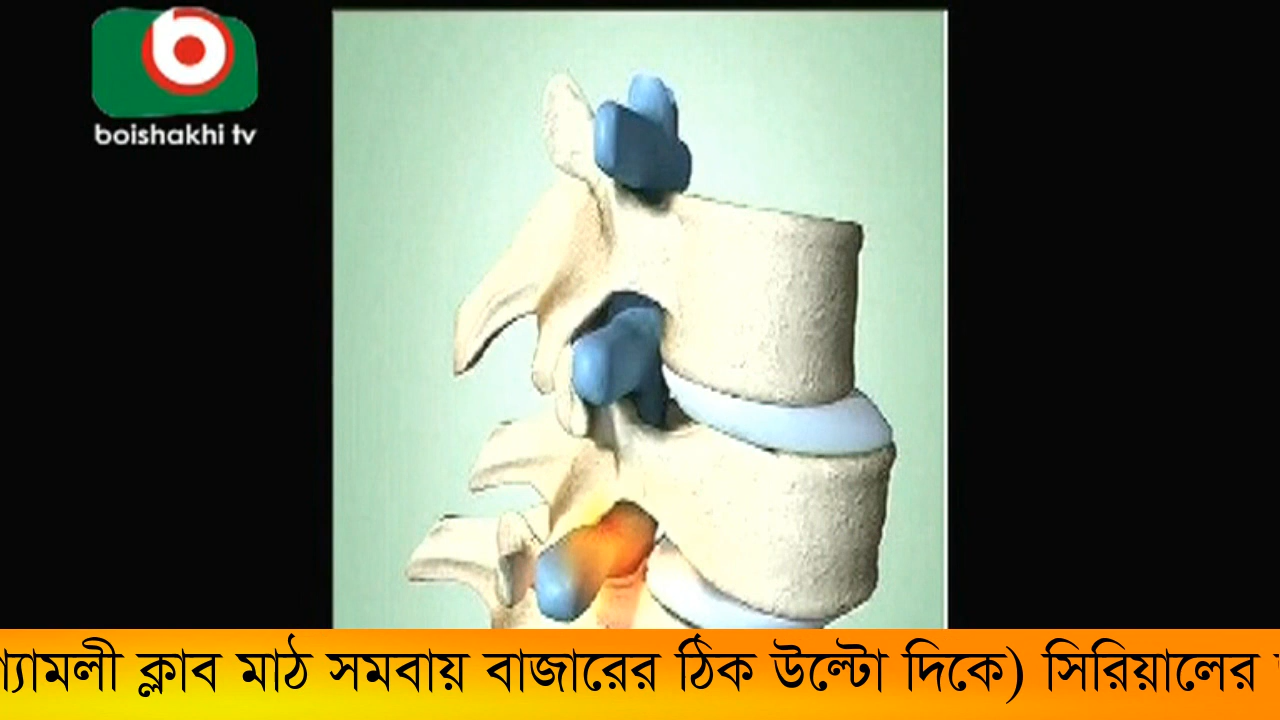 boishakhi tv
শ্যামলী ক্লাব মাঠ সমবায় বাজারের ঠিক উল্টো দিকে) সিরিয়ালের